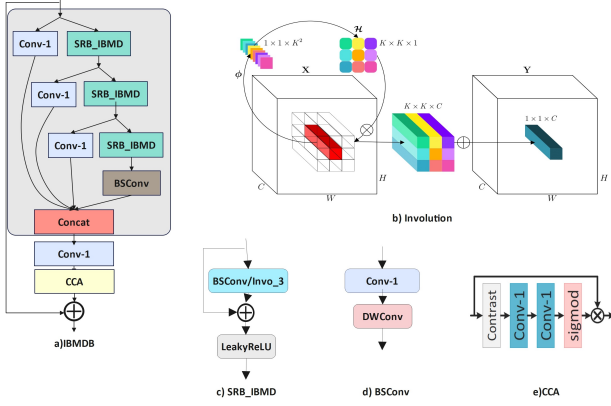 Conv-1
SRB_IBMD
Conv-1
SRB_IBMD
Conv-1
SRB_IBMD
BSConv
Concat
Conv-1
CCA
a)IBMDB
1 × 1 × K²
ℋ
K × K × 1
ϕ
X
Y
K × K × C
1 × 1 × C
C
W
H
C
W
H
b) Involution
BSConv/Invo_3
LeakyReLU
c) SRB_IBMD
Conv-1
DWConv
d) BSConv
Contrast
Conv-1
Conv-1
sigmod
e)CCA